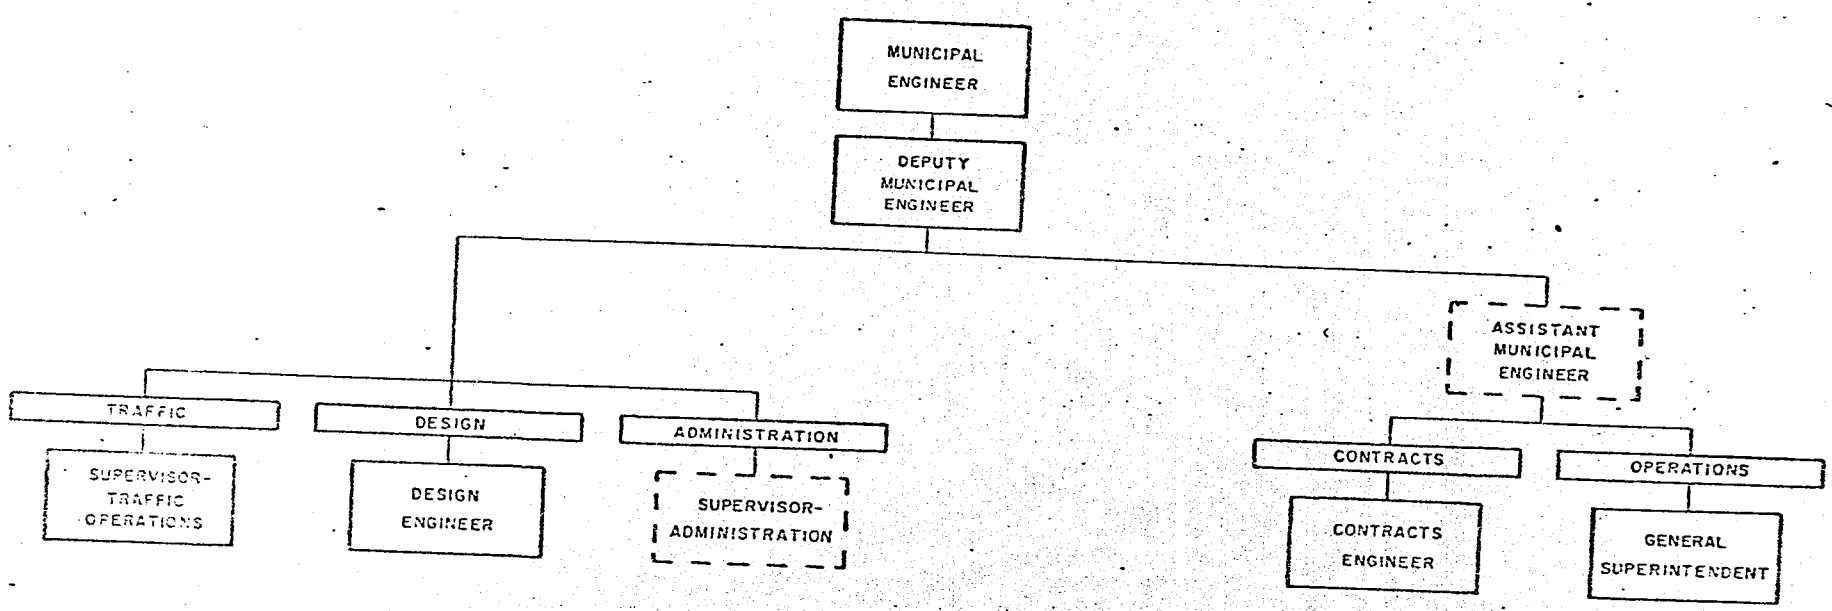 MUNICIPAL
ENGINEER
DEPUTY
MUNICIPAL
ENGINEER
ASSISTANT
MUNICIPAL
ENGINEER
TRAFFIC
DESIGN
ADMINISTRATION
CONTRACTS
OPERATIONS
SUPERVISOR-
TRAFFIC
OPERATIONS
DESIGN
ENGINEER
SUPERVISOR-
ADMINISTRATION
CONTRACTS
ENGINEER
GENERAL
SUPERINTENDENT